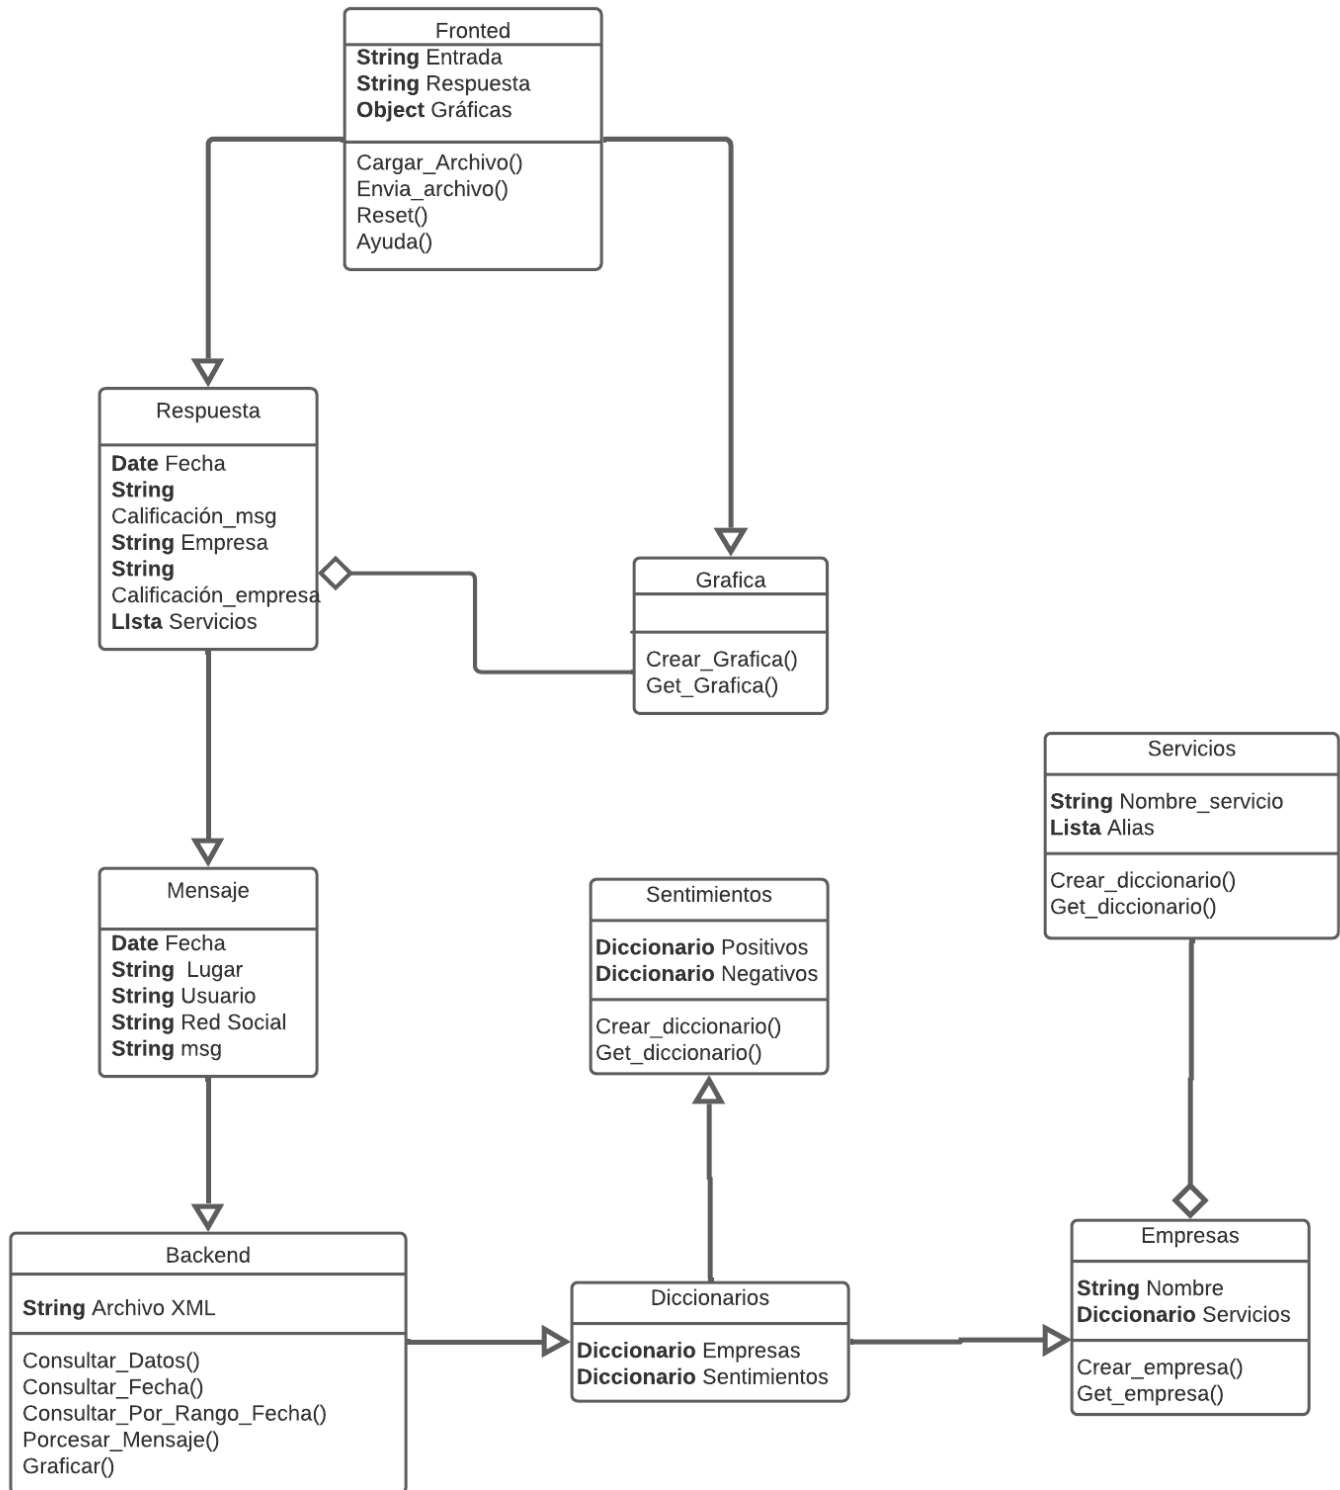 Fronted
String Entrada
String Respuesta
Object Gráficas
Cargar_Archivo()
Envia_archivo()
Reset()
Ayuda()
Respuesta
Date Fecha
String
Calificación_msg
String Empresa
String
Calificación_empresa
LIsta Servicios
Grafica
Crear_Grafica()
Get_Grafica()
Servicios
String Nombre_servicio
Lista Alias
Crear_diccionario()
Get_diccionario()
Mensaje
Date Fecha
String  Lugar
String Usuario
String Red Social
String msg
Sentimientos
Diccionario Positivos
Diccionario Negativos
Crear_diccionario()
Get_diccionario()
Backend
String Archivo XML
Consultar_Datos()
Consultar_Fecha()
Consultar_Por_Rango_Fecha()
Porcesar_Mensaje()
Graficar()
Diccionarios
Diccionario Empresas
Diccionario Sentimientos
Empresas
String Nombre
Diccionario Servicios
Crear_empresa()
Get_empresa()